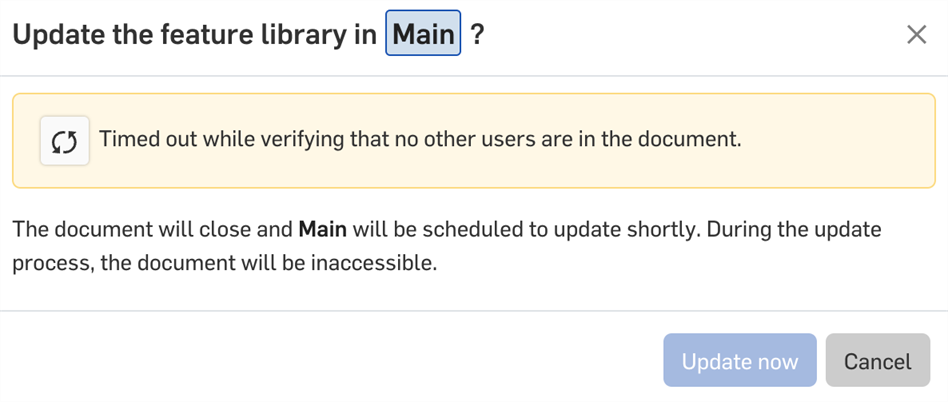 Update the feature library in Main ?
Timed out while verifying that no other users are in the document.
The document will close and Main will be scheduled to update shortly. During the update
process, the document will be inaccessible.
Update now
Cancel